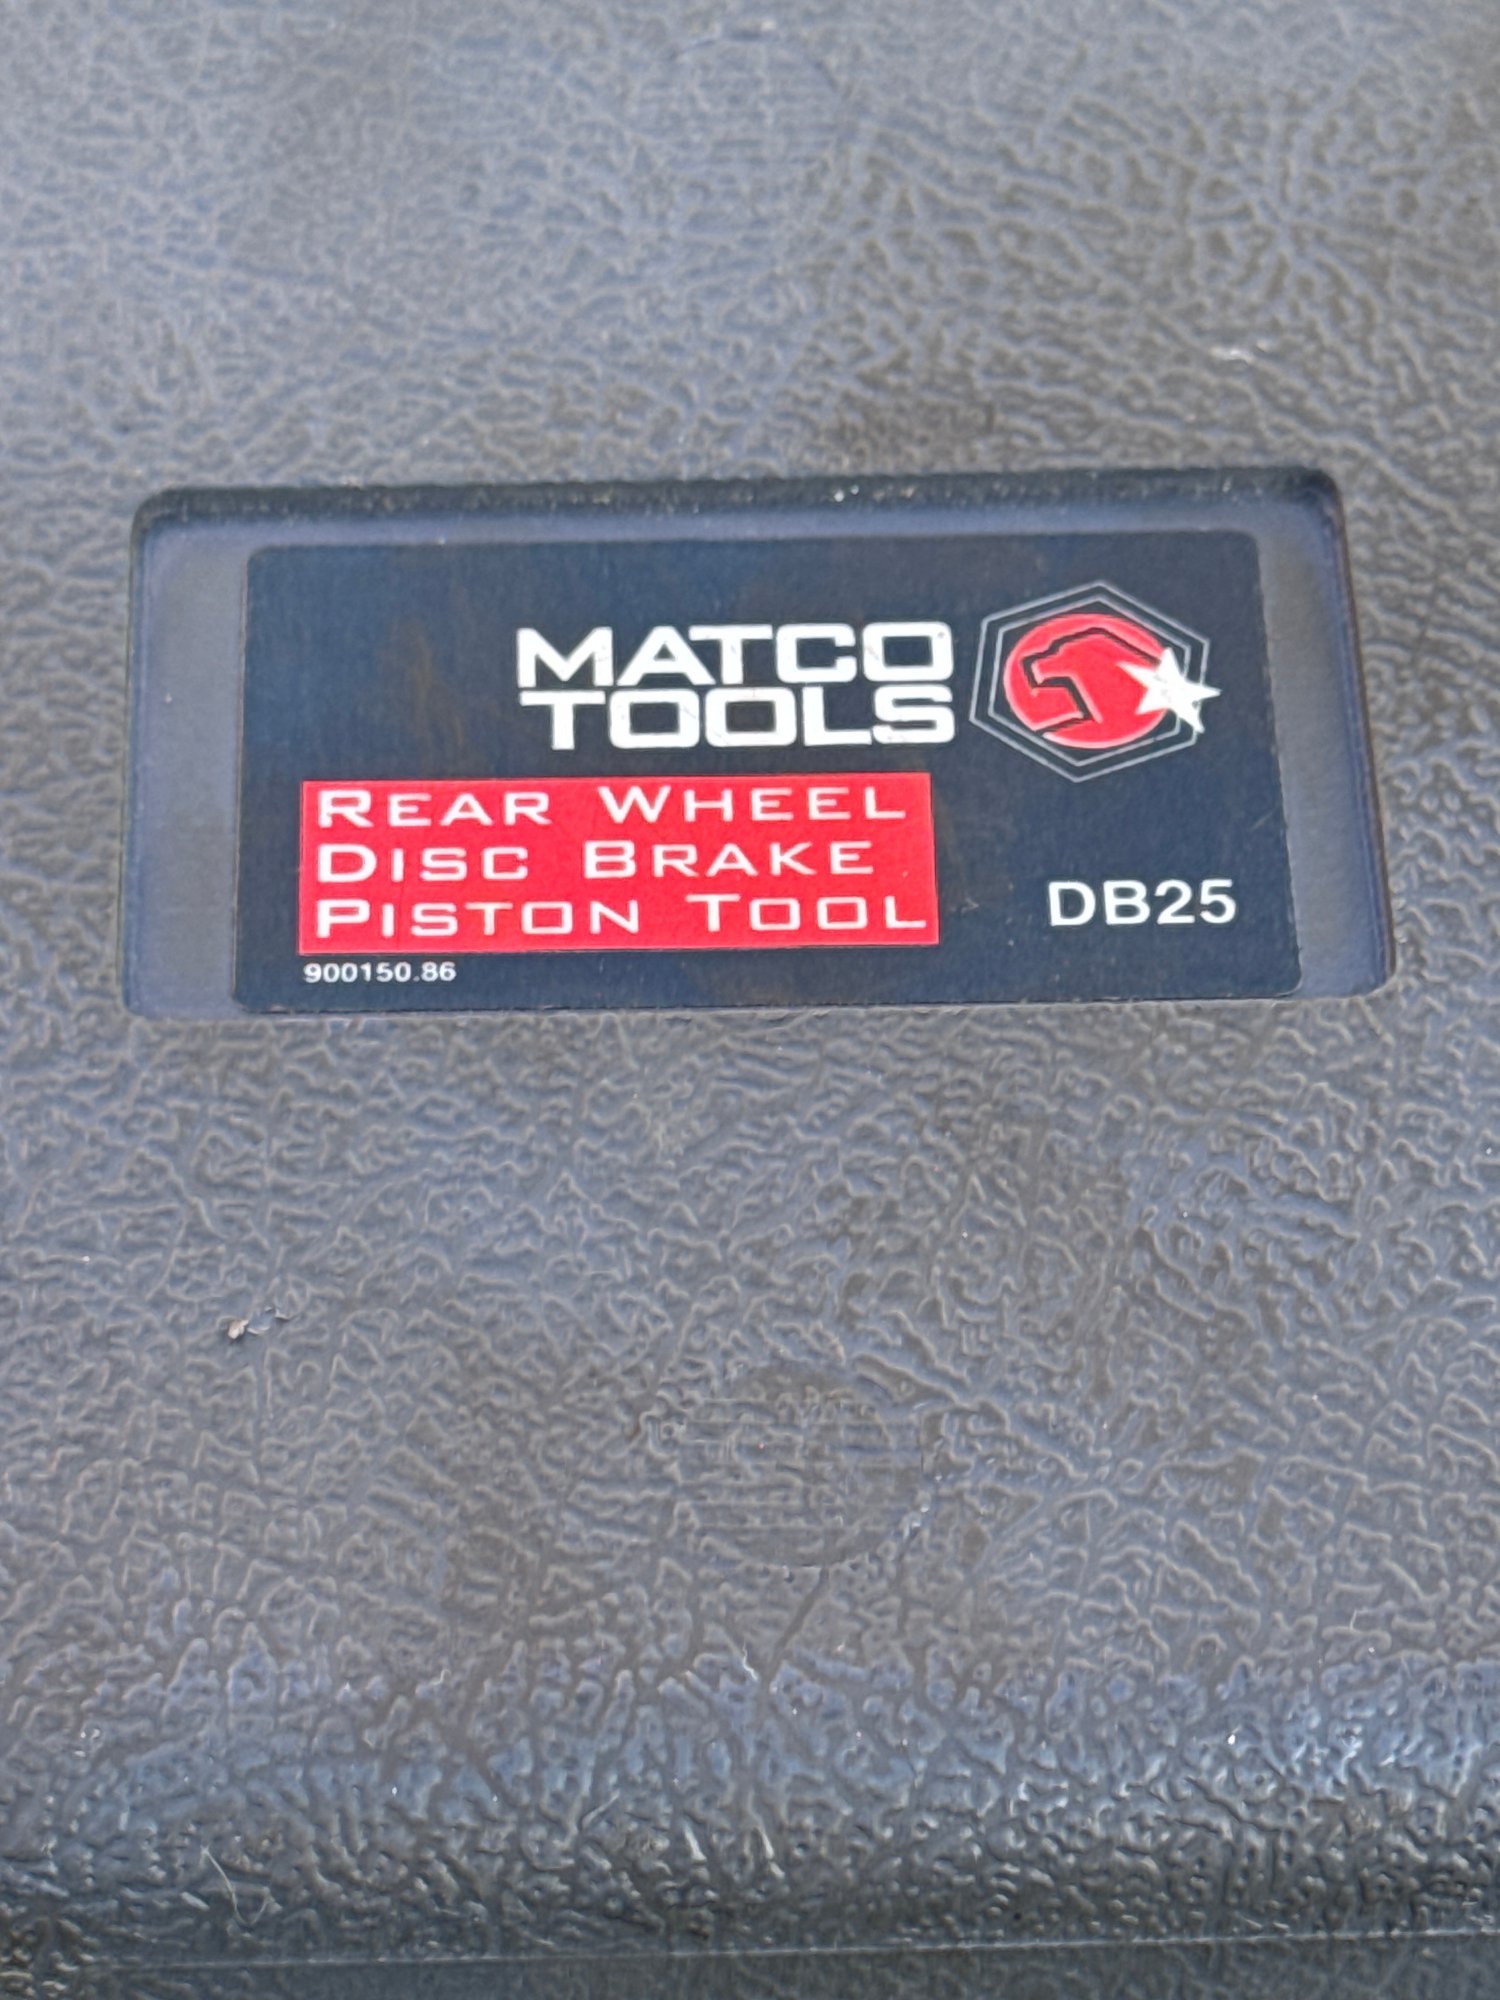 MATCO
TOOLS
REAR WHEEL
DISC BRAKE
PISTON TOOL
DB25
900150.86